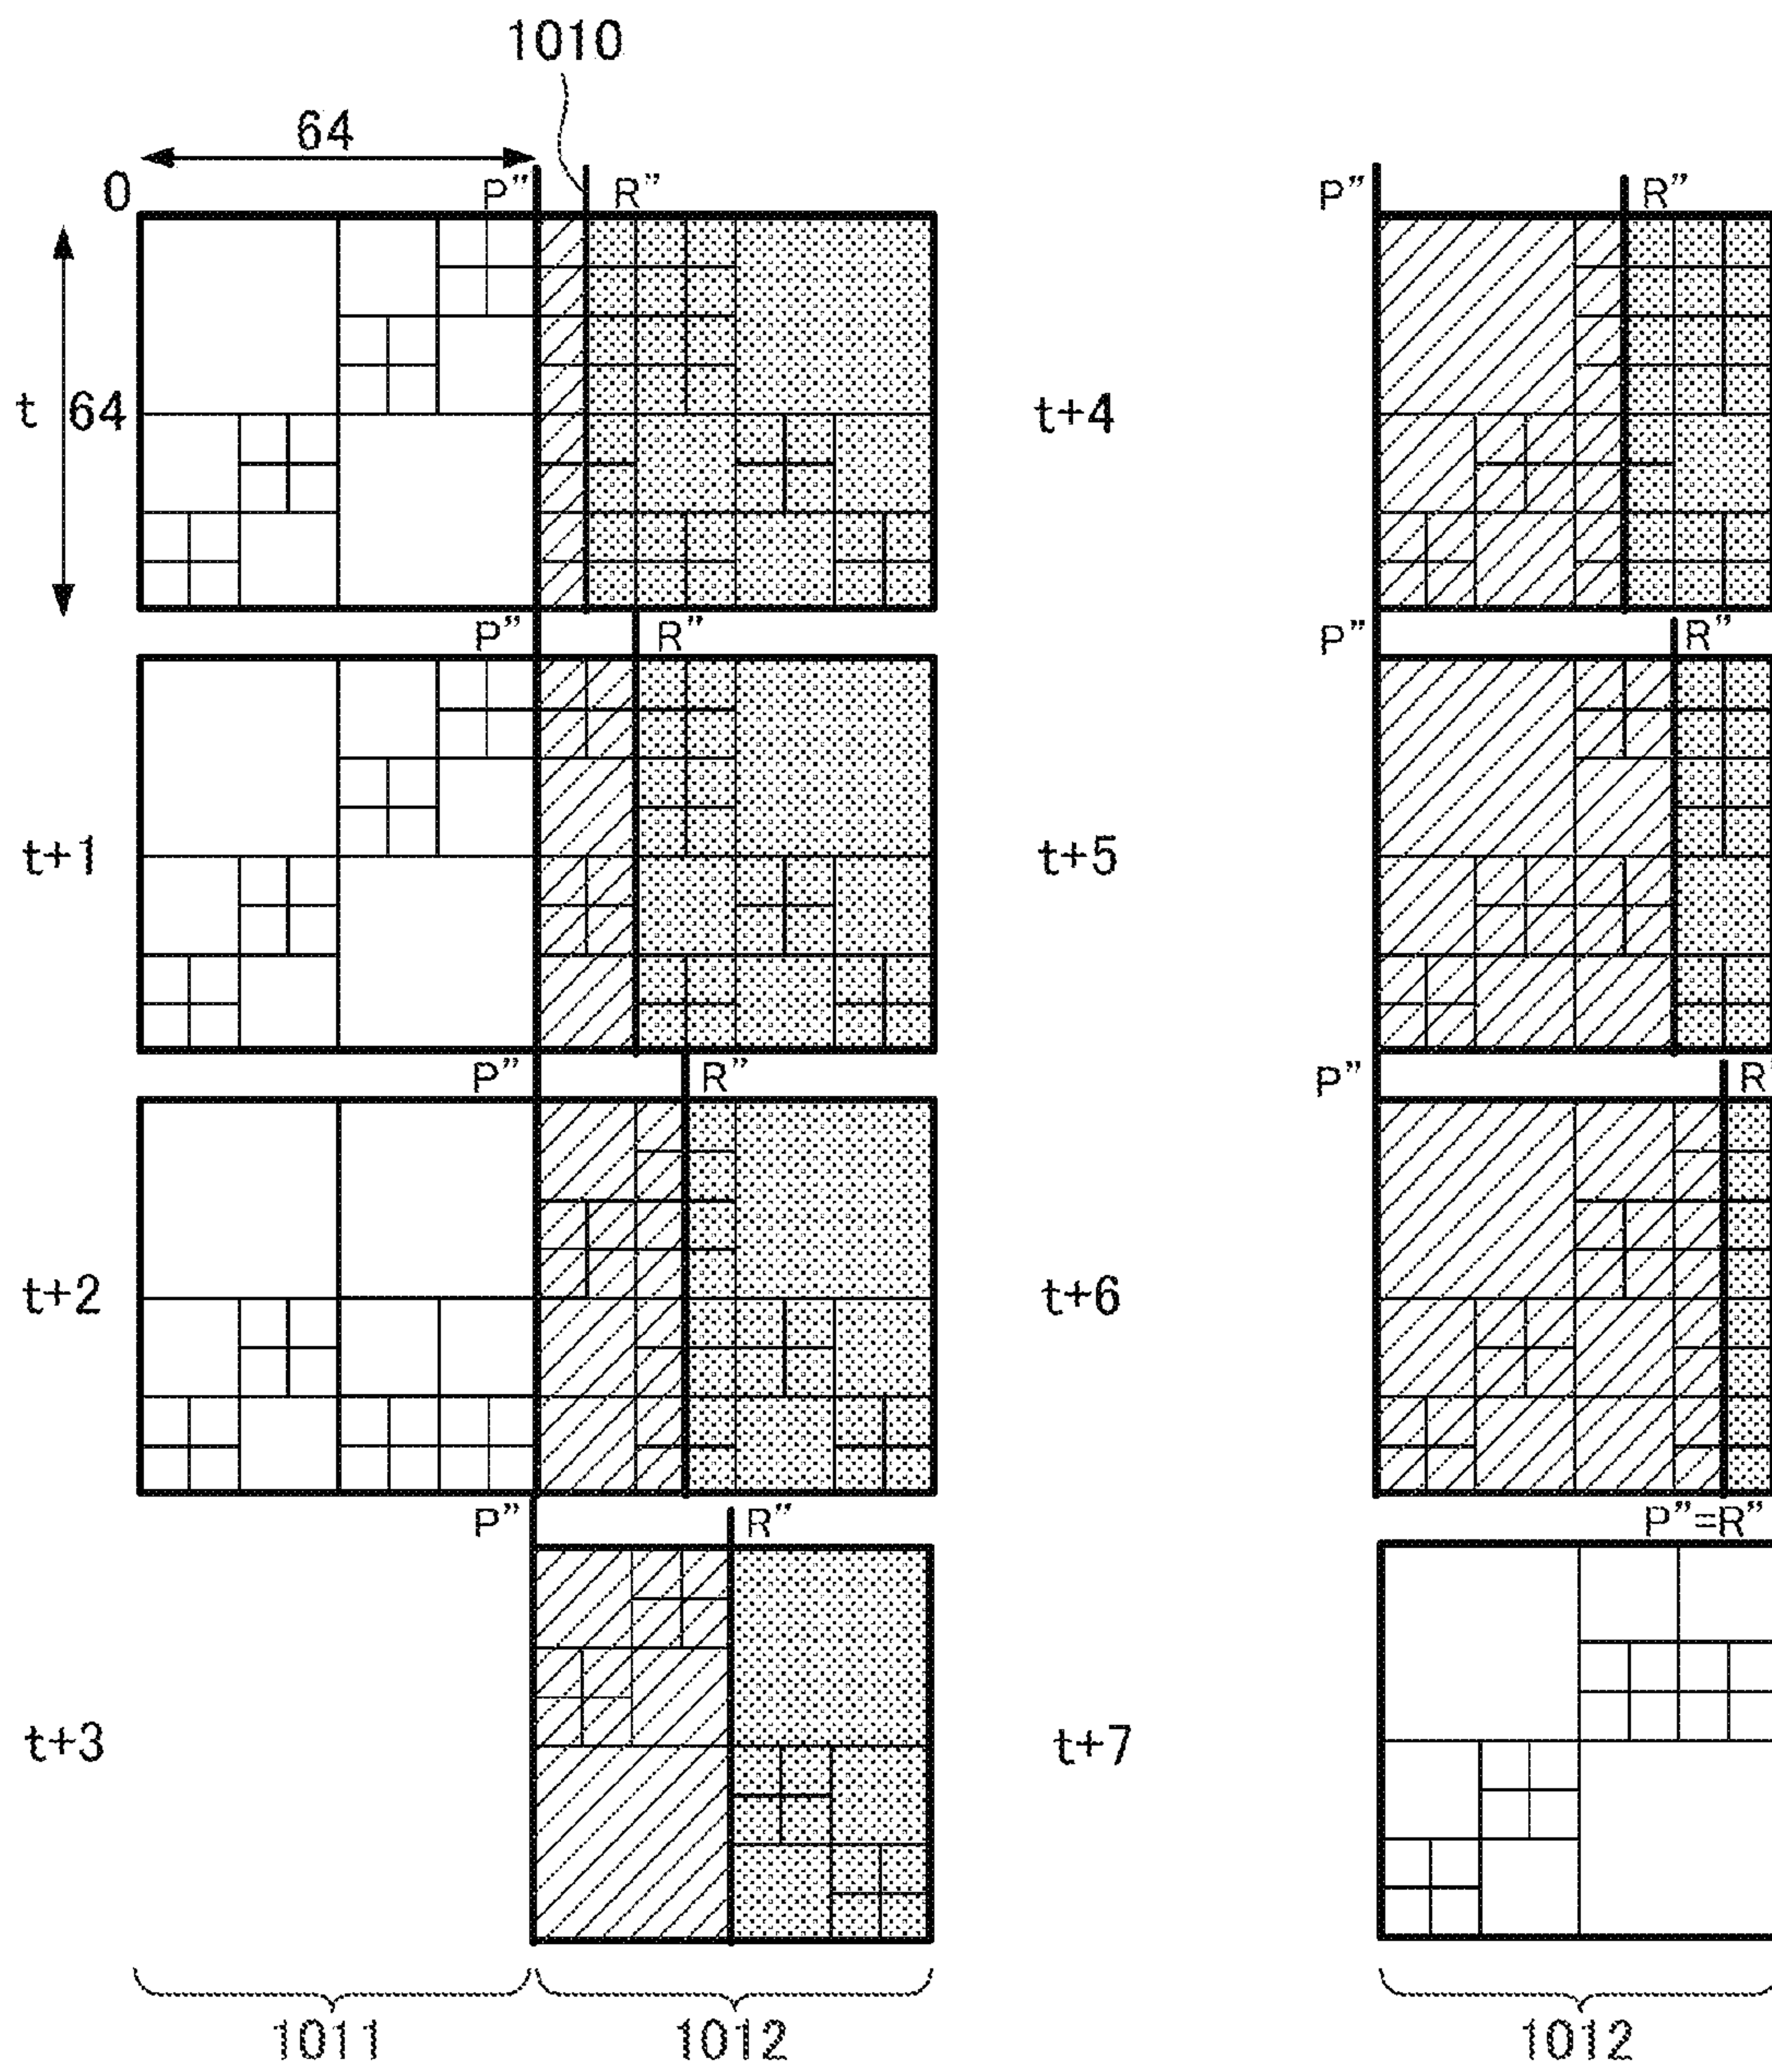 1010
64
0 P” R” P” R”
t 64 t+4
P” R” P” R”
t+1 t+5
P” R” P” R”
t+2 t+6
P” R” P”=R”
t+3 t+7
1011 1012 1012